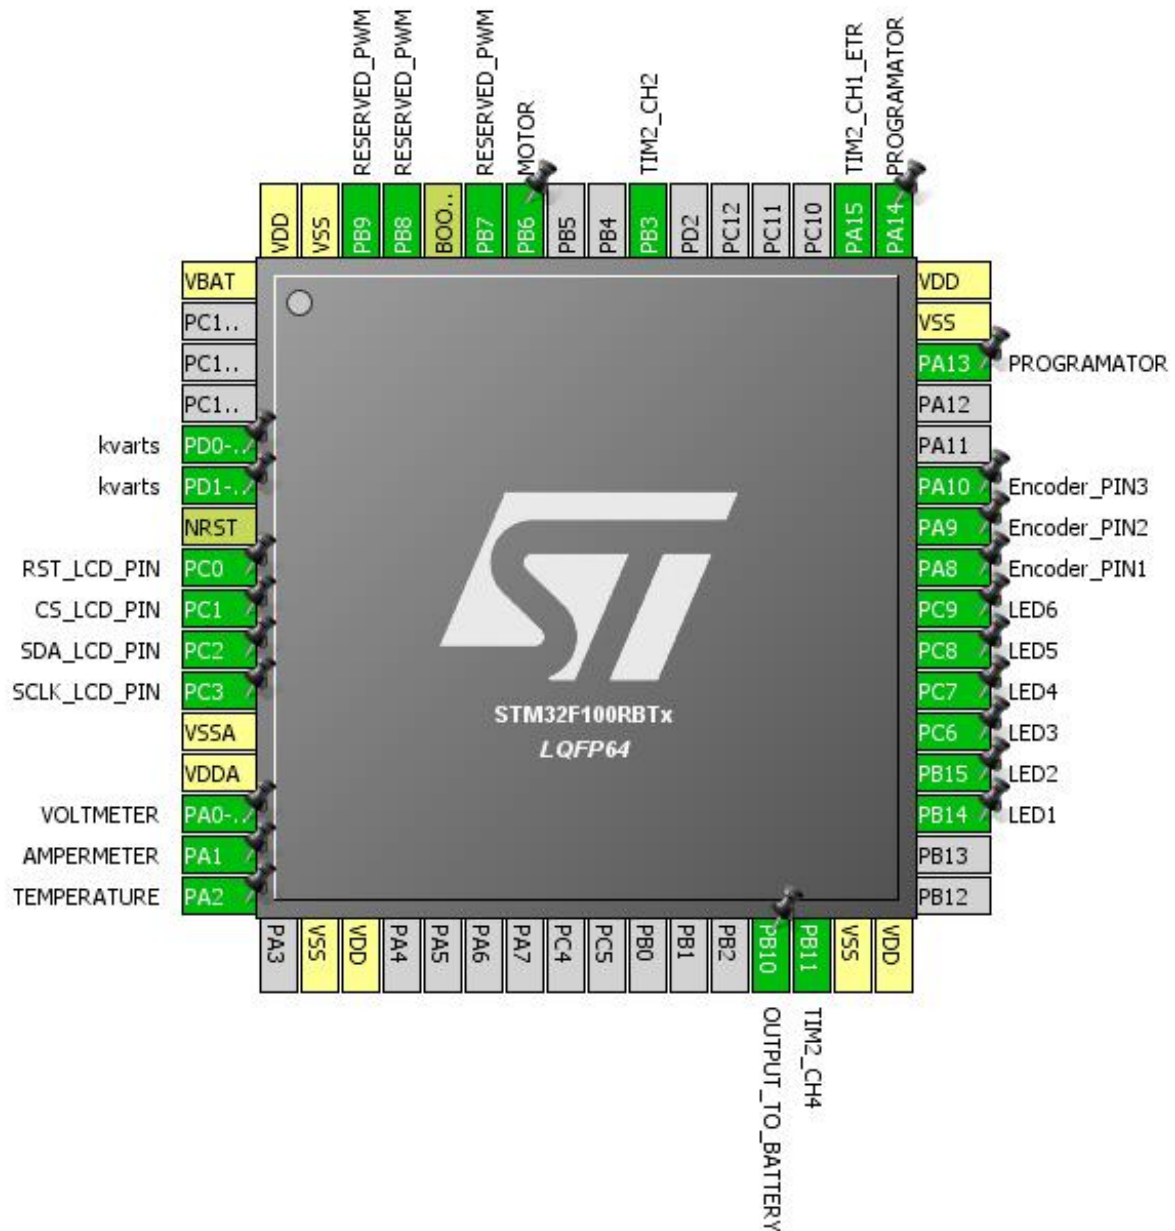 RESERVED_PWM
RESERVED_PWM
RESERVED_PWM
MOTOR
TIM2_CH2
TIM2_CH1_ETR
PROGRAMATOR
VDD
VSS
PB9
PB8
BOO..
PB7
PB6
PB5
PB4
PB3
PD2
PC12
PC11
PC10
PA15
PA14
VBAT
PC1..
PC1..
PC1..
kvarts PD0-..
kvarts PD1-..
NRST
RST_LCD_PIN PC0
CS_LCD_PIN PC1
SDA_LCD_PIN PC2
SCLK_LCD_PIN PC3
VSSA
VDDA
VOLTMETER PA0-..
AMPERMETER PA1
TEMPERATURE PA2
ST
STM32F100RBTx
LQFP64
VDD
VSS
PA13 PROGRAMATOR
PA12
PA11
PA10 Encoder_PIN3
PA9 Encoder_PIN2
PA8 Encoder_PIN1
PC9 LED6
PC8 LED5
PC7 LED4
PC6 LED3
PB15 LED2
PB14 LED1
PB13
PB12
PA3
VSS
VDD
PA4
PA5
PA6
PA7
PC4
PC5
PB0
PB1
PB2
PB10
PB11
VSS
VDD
OUTPUT_TO_BATTERY
TIM2_CH4